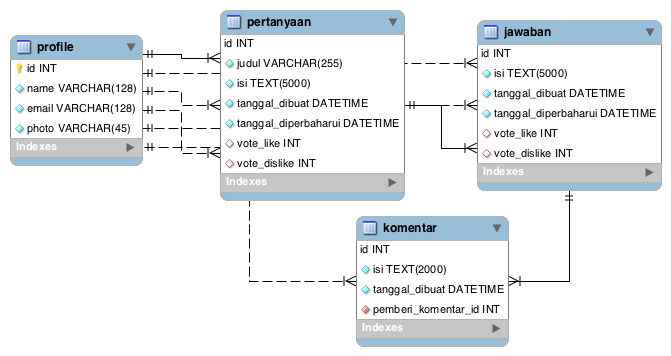 profile
id INT
name VARCHAR(128)
email VARCHAR(128)
photo VARCHAR(45)
Indexes
pertanyaan
id INT
judul VARCHAR(255)
isi TEXT(5000)
tanggal_dibuat DATETIME
tanggal_diperbaharui DATETIME
vote_like INT
vote_dislike INT
Indexes
jawaban
id INT
isi TEXT(5000)
tanggal_dibuat DATETIME
tanggal_diperbaharui DATETIME
vote_like INT
vote_dislike INT
Indexes
komentar
id INT
isi TEXT(2000)
tanggal_dibuat DATETIME
pemberi_komentar_id INT
Indexes